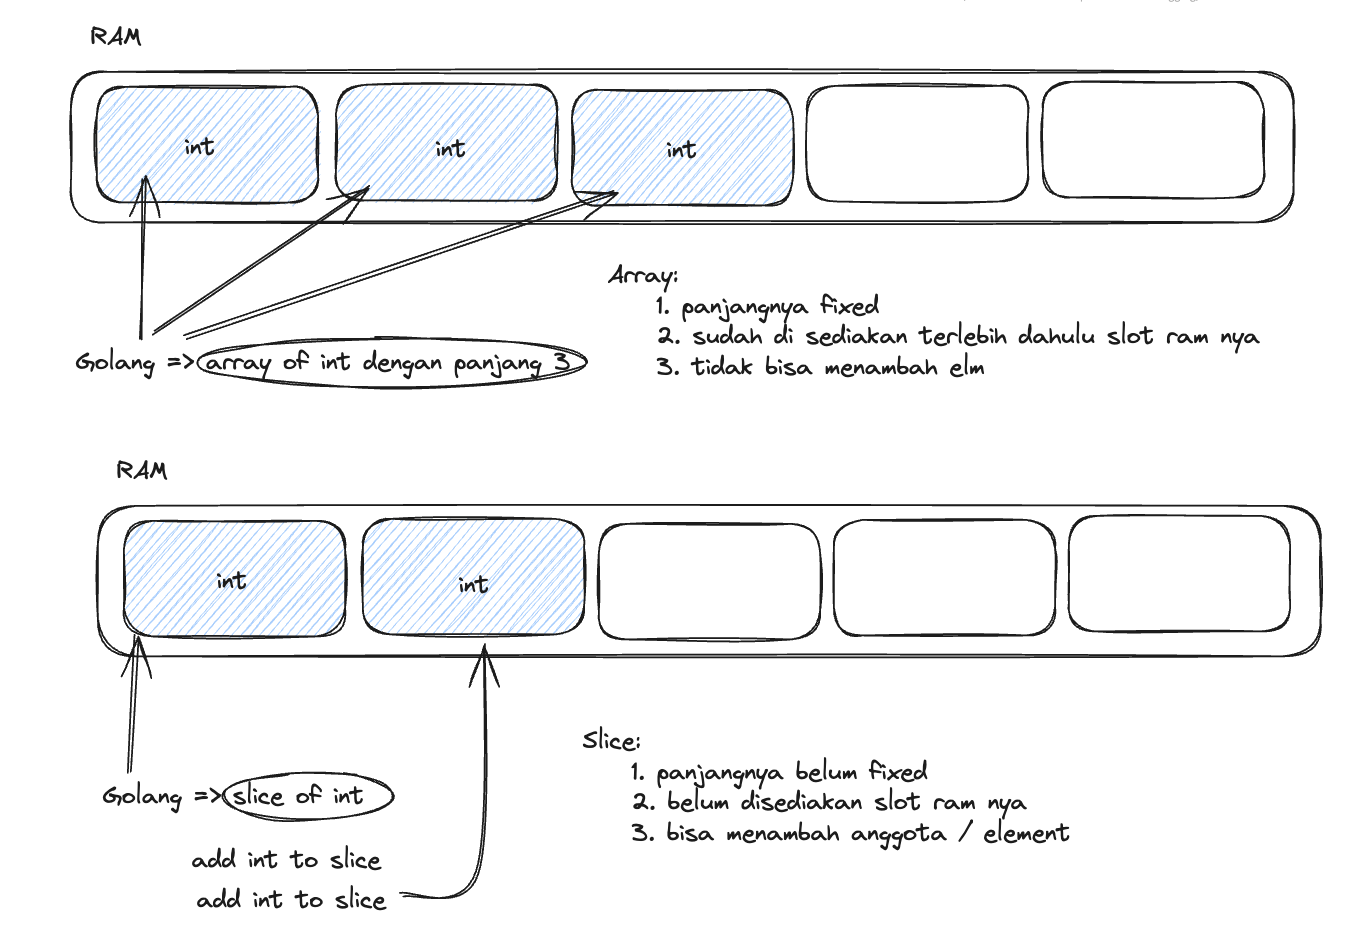 RAM
int
int
int
Golang => array of int dengan panjang 3
Array:
1. panjangnya fixed
2. sudah di sediakan terlebih dahulu slot ram nya
3. tidak bisa menambah elm
RAM
int
int
Golang => slice of int
add int to slice
add int to slice
Slice:
1. panjangnya belum fixed
2. belum disediakan slot ram nya
3. bisa menambah anggota / element